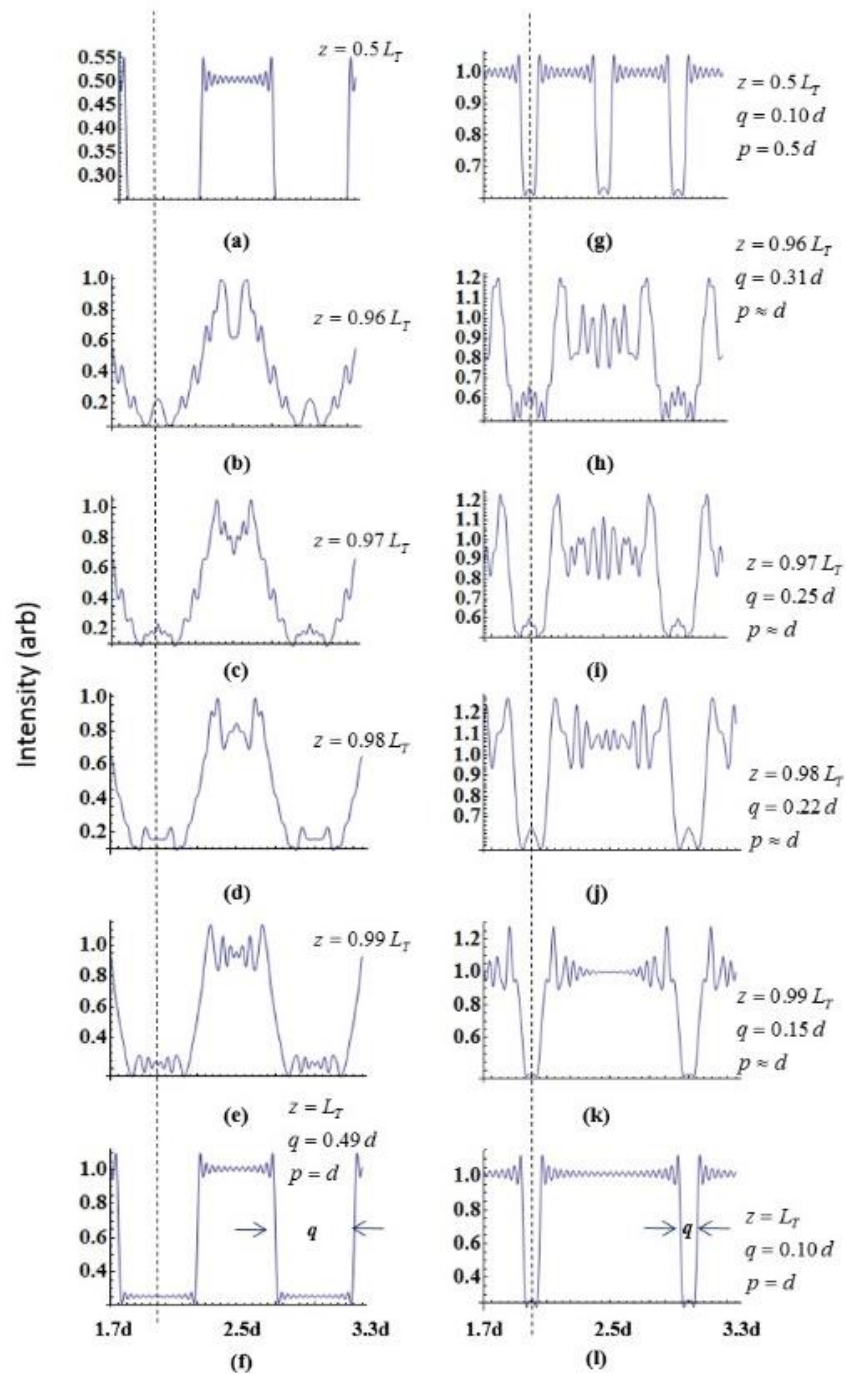 Intensity (arb)
0.55
0.50
0.45
0.40
0.35
0.30
z = 0.5 L_T
(a)
1.0
0.8
0.6
0.4
0.2
z = 0.96 L_T
(b)
1.0
0.8
0.6
0.4
0.2
z = 0.97 L_T
(c)
1.0
0.8
0.6
0.4
0.2
z = 0.98 L_T
(d)
1.0
0.8
0.6
0.4
z = 0.99 L_T
(e)
z = L_T
q = 0.49 d
p = d
1.0
0.8
0.6
0.4
q
1.7d 2.5d 3.3d
(f)
1.0
0.9
0.8
0.7
z = 0.5 L_T
q = 0.10 d
p = 0.5 d
(g)
z = 0.96 L_T
q = 0.31 d
p ≈ d
1.2
1.1
1.0
0.9
0.8
0.7
0.6
(h)
1.2
1.1
1.0
0.9
0.8
0.7
0.6
z = 0.97 L_T
q = 0.25 d
p ≈ d
(i)
1.2
1.1
1.0
0.9
0.8
0.7
z = 0.98 L_T
q = 0.22 d
p ≈ d
(j)
1.2
1.0
0.8
0.6
z = 0.99 L_T
q = 0.15 d
p ≈ d
(k)
1.0
0.8
0.6
0.4
q
z = L_T
q = 0.10 d
p = d
1.7d 2.5d 3.3d
(l)